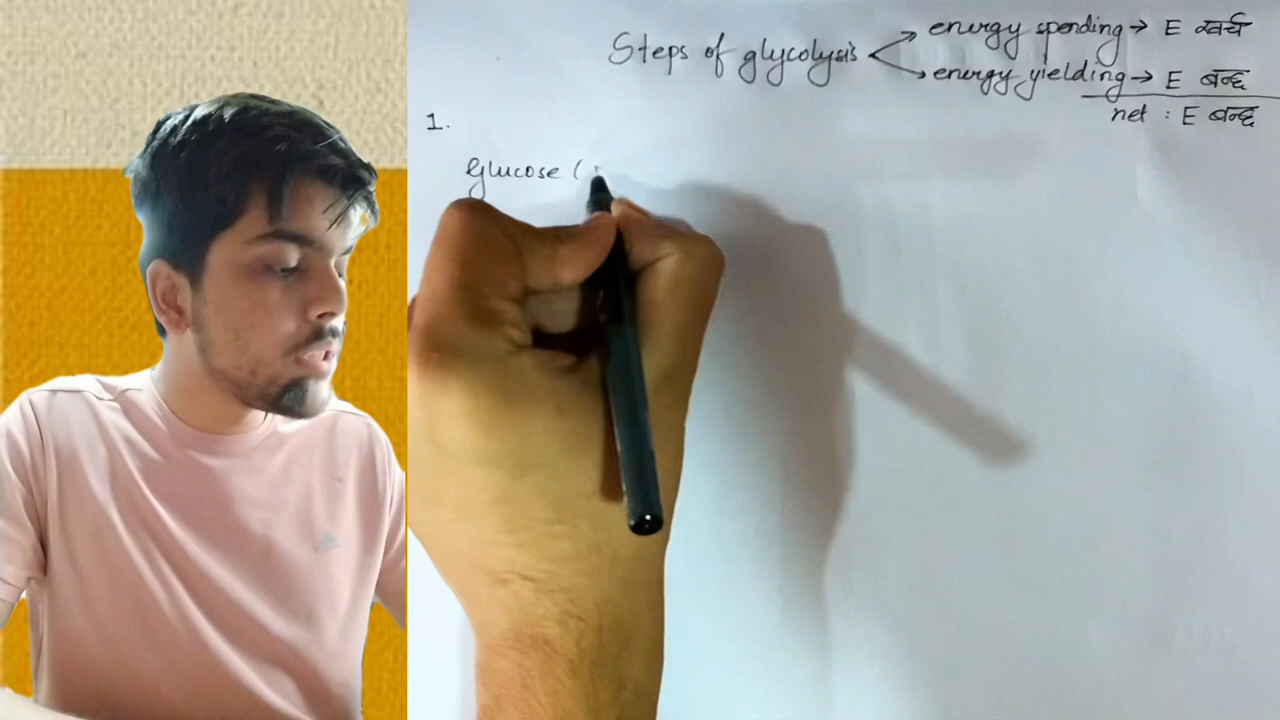 Steps of glycolysis
energy spending → E खर्च
energy yielding → E बन्छ
net : E बन्छ
1.
Glucose (